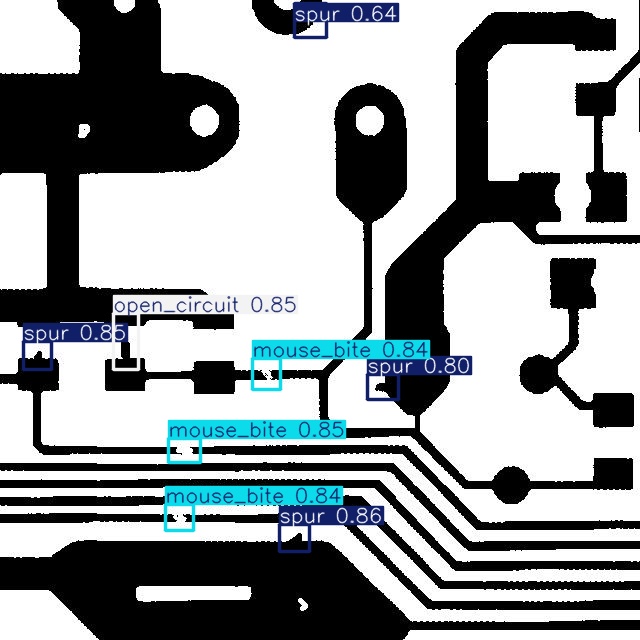 spur 0.64
open_circuit 0.85
spur 0.85
mouse_bite 0.84
spur 0.80
mouse_bite 0.85
mouse_bite 0.84
spur 0.86